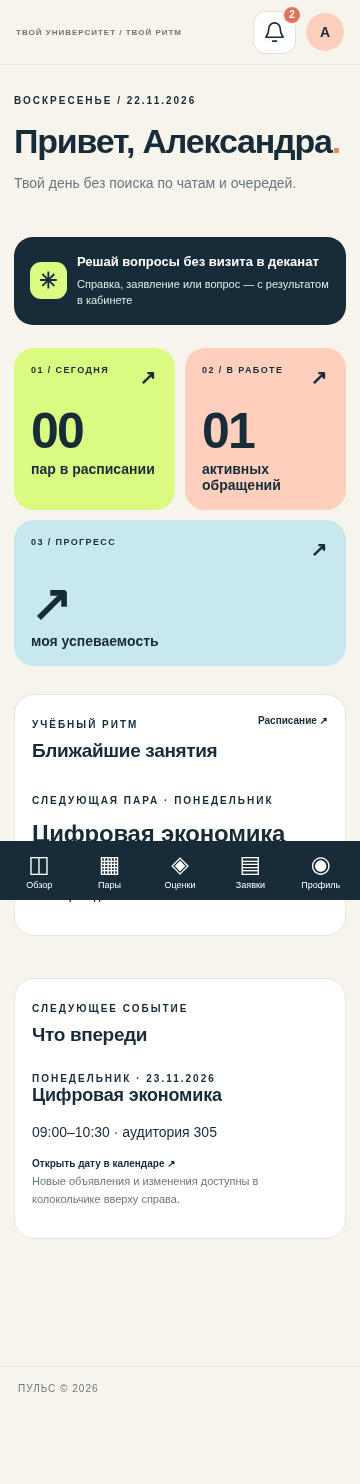 ТВОЙ УНИВЕРСИТЕТ / ТВОЙ РИТМ
2
А
ВОСКРЕСЕНЬЕ / 22.11.2026
Привет, Александра.
Твой день без поиска по чатам и очередей.
Решай вопросы без визита в деканат
Справка, заявление или вопрос — с результатом
в кабинете
01 / СЕГОДНЯ ↗
00
пар в расписании
02 / В РАБОТЕ ↗
01
активных
обращений
03 / ПРОГРЕСС ↗
↗
моя успеваемость
УЧЕБНЫЙ РИТМ
Расписание ↗
Ближайшие занятия
СЛЕДУЮЩАЯ ПАРА · ПОНЕДЕЛЬНИК
Цифровая экономика
Обзор
Пары
Оценки
Заявки
Профиль
СЛЕДУЮЩЕЕ СОБЫТИЕ
Что впереди
ПОНЕДЕЛЬНИК · 23.11.2026
Цифровая экономика
09:00–10:30 · аудитория 305
Открыть дату в календаре ↗
Новые объявления и изменения доступны в
колокольчике вверху справа.
ПУЛЬС © 2026